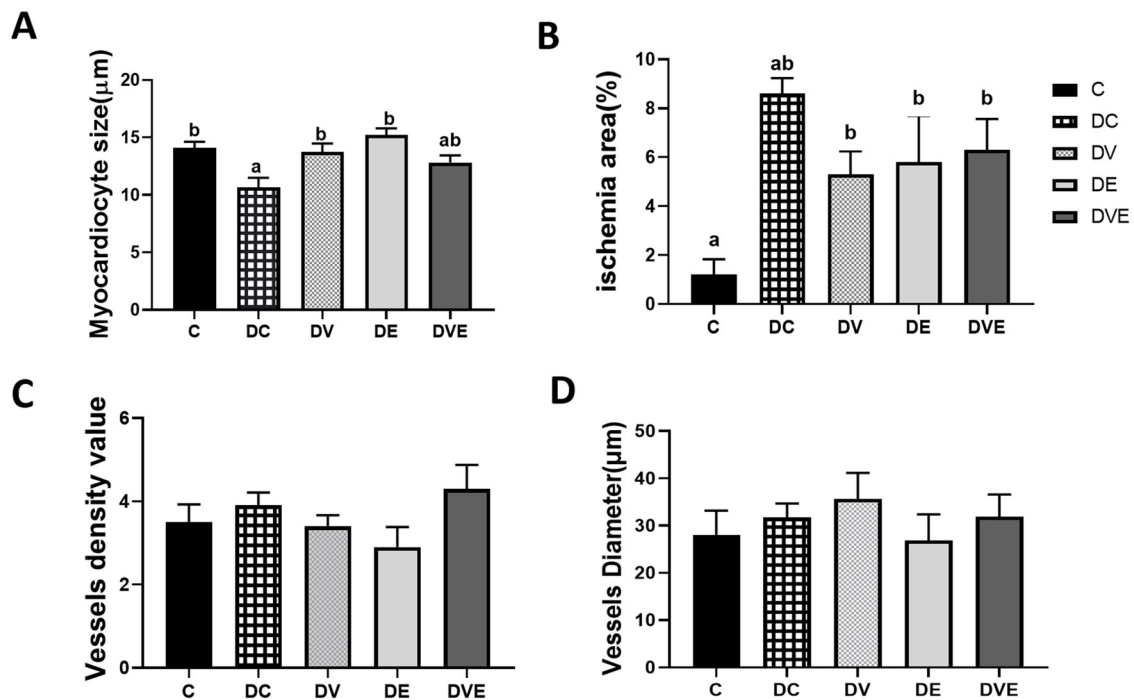 A
Myocardiocyte size(μm)
20
15
10
5
0
b
a
b
b
ab
C DC DV DE DVE
B
ischemia area(%)
10
8
6
4
2
0
a
ab
b
b
b
C DC DV DE DVE
C
DC
DV
DE
DVE
C
Vessels density value
6
4
2
0
C DC DV DE DVE
D
Vessels Diameter(μm)
50
40
30
20
10
0
C DC DV DE DVE